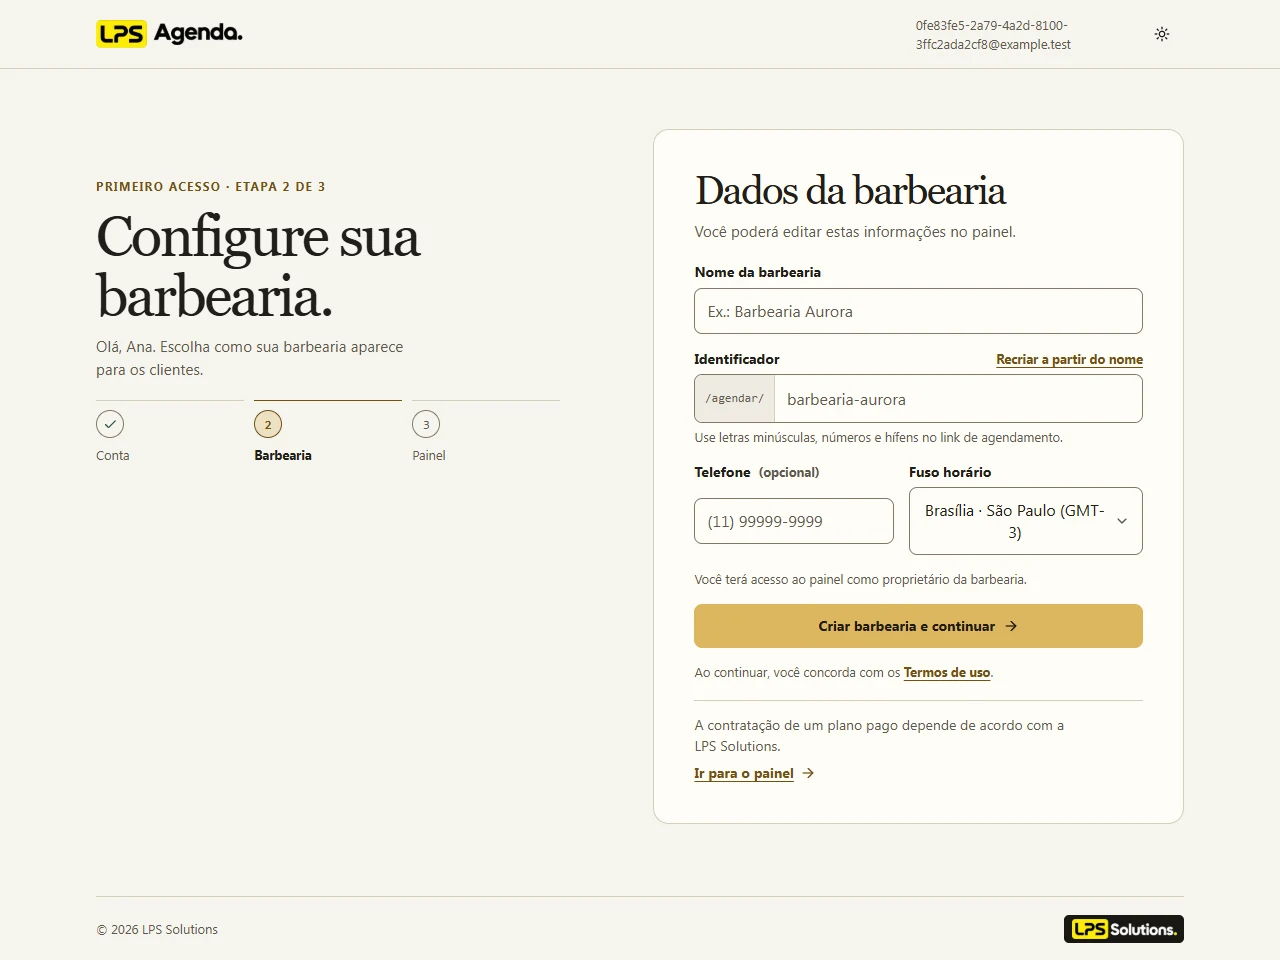 LPS Agenda.
0fe83fe5-2a79-4a2d-8100-
3ffc2ada2cf8@example.test
PRIMEIRO ACESSO · ETAPA 2 DE 3
Configure sua
barbearia.
Olá, Ana. Escolha como sua barbearia aparece
para os clientes.
Conta
2
Barbearia
3
Painel
Dados da barbearia
Você poderá editar estas informações no painel.
Nome da barbearia
Ex.: Barbearia Aurora
Identificador
Recriar a partir do nome
/agendar/
barbearia-aurora
Use letras minúsculas, números e hífens no link de agendamento.
Telefone (opcional)
(11) 99999-9999
Fuso horário
Brasília · São Paulo (GMT-
3)
Você terá acesso ao painel como proprietário da barbearia.
Criar barbearia e continuar
Ao continuar, você concorda com os Termos de uso.
A contratação de um plano pago depende de acordo com a
LPS Solutions.
Ir para o painel
© 2026 LPS Solutions
LPS Solutions.